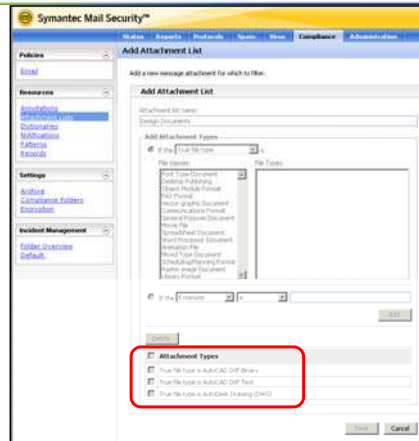 Symantec Mail Security™
Status Reports Protocols Spam Virus Compliance Administration
Policies
Email
Resources
Annotations
Attachment Lists
Dictionaries
Notifications
Patterns
Records
Settings
Archive
Compliance Folders
Encryption
Incident Management
Folder Overview
Default
Add Attachment List
Add a new message attachment for which to filter.
Add Attachment List
Attachment list name:
Design Documents
Add Attachment Types
If the True file type is
File classes: File Types:
Font Type Document
Desktop Publishing
Object Module Format
FAX Format
Vector graphic Document
Communications Format
General Purpose Document
Movie File
Spreadsheet Document
Word Processor Document
Animation File
Mixed Type Document
Scheduling/Planning Format
Raster image Document
Library Format
If the Extension is
Add
Delete
Attachment Types
True file type is AutoCAD DXF Binary
True file type is AutoCAD DXF Text
True file type is AutoDesk Drawing (DWG)
Save Cancel